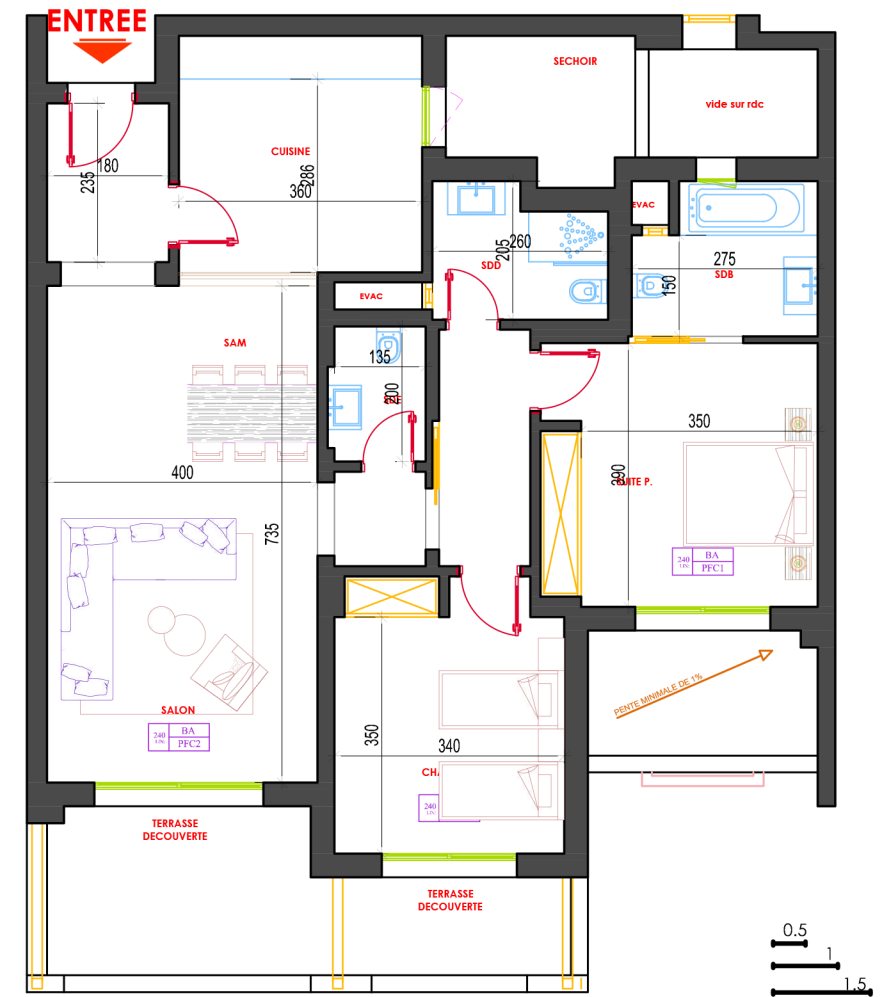 ENTREE
SECHOIR
vide sur rdc
CUISINE
180
235
286
360
EVAC
205
260
SDD
275
SDB
150
EVAC
SAM
135
200
350
390
SUITE P.
400
735
240
BA
PFC1
PENTE MINIMALE DE 1%
SALON
240
BA
PFC2
350
340
240
TERRASSE
DECOUVERTE
TERRASSE
DECOUVERTE
0.5
1
1.5